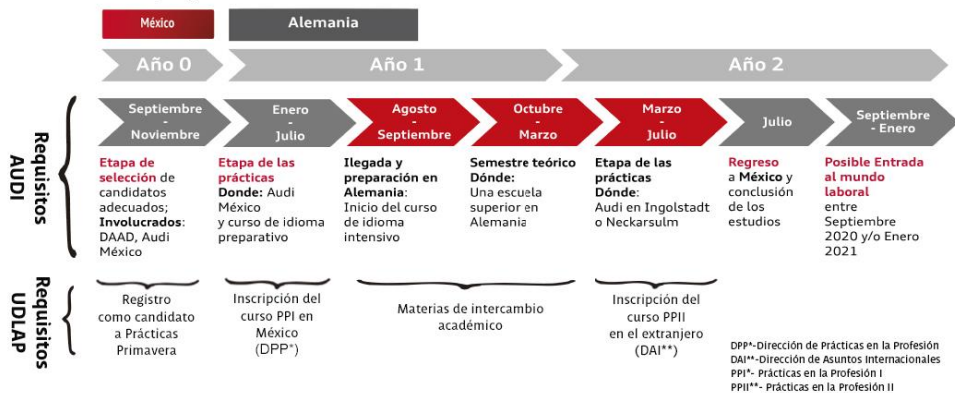 México
Alemania
Año 0
Año 1
Año 2
Requisitos
AUDI
Septiembre
-
Noviembre
Enero
-
Julio
Agosto
-
Septiembre
Octubre
-
Marzo
Marzo
-
Julio
Julio
Septiembre
- Enero
Etapa de
selección de
candidatos
adecuados;
Involucrados:
DAAD, Audi
México
Etapa de las
prácticas
Donde: Audi
México
y curso de idioma
preparativo
llegada y
preparación en
Alemania:
Inicio del curso
de idioma
intensivo
Semestre teórico
Dónde:
Una escuela
superior en
Alemania
Etapa de las
prácticas
Dónde:
Audi en Ingolstadt
o Neckarsulm
Regreso
a México y
conclusión
de los
estudios
Posible Entrada
al mundo
laboral
entre
Septiembre
2020 y/o Enero
2021
Requisitos
UDLAP
Registro
como candidato
a Prácticas
Primavera
Inscripción del
curso PPI en
México
(DPP*)
Materias de intercambio
académico
Inscripción del
curso PPII
en el extranjero
(DAI**)
DPP*-Dirección de Prácticas en la Profesión
DAI**-Dirección de Asuntos Internacionales
PPI*- Prácticas en la Profesión I
PPII**- Prácticas en la Profesión II